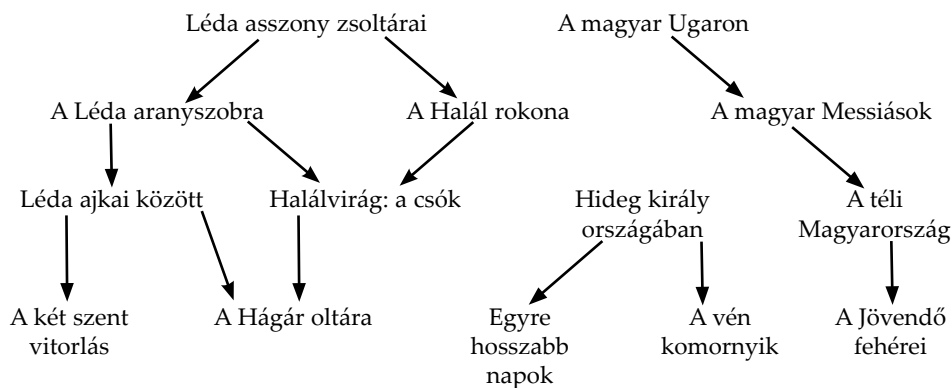 Léda asszony zsoltárai
A magyar Ugaron
A Léda aranyszobra
A Halál rokona
A magyar Messiások
Léda ajkai között
Halálvirág: a csók
Hideg király
országában
A téli
Magyarország
A két szent
vitorlás
A Hágár oltára
Egyre
hosszabb
napok
A vén
komornyik
A Jövendő
fehérei